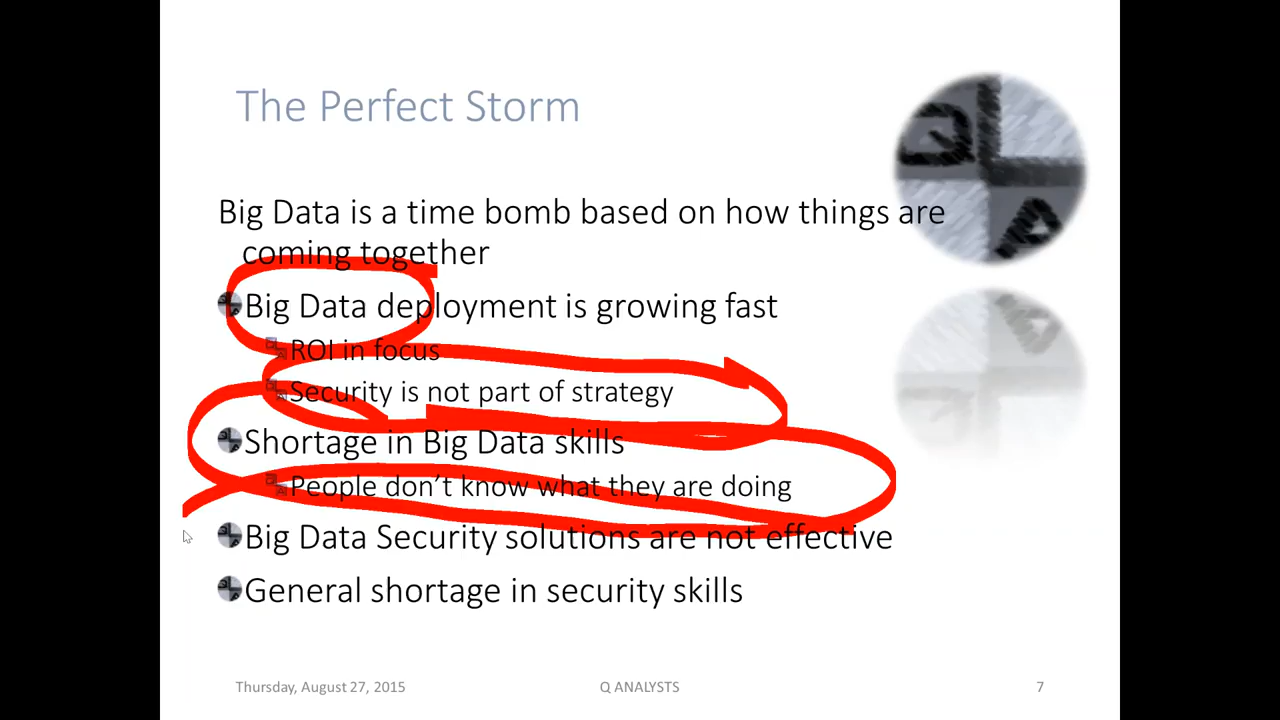 The Perfect Storm
Q
A
Big Data is a time bomb based on how things are
coming together
Big Data deployment is growing fast
ROI in focus
Security is not part of strategy
Shortage in Big Data skills
People don’t know what they are doing
Big Data Security solutions are not effective
General shortage in security skills
Thursday, August 27, 2015
Q ANALYSTS
7